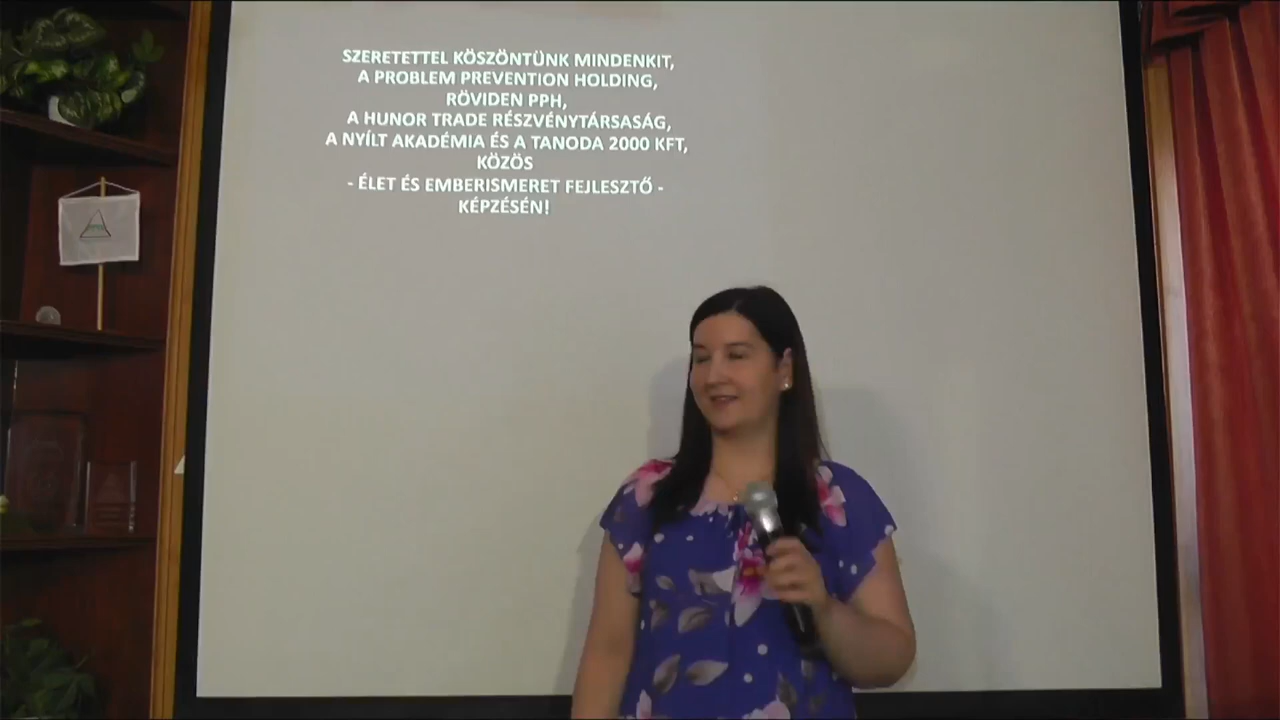 SZERETETTEL KÖSZÖNTÜNK MINDENKIT,
A PROBLEM PREVENTION HOLDING,
RÖVIDEN PPH,
A HUNOR TRADE RÉSZVÉNYTÁRSASÁG,
A NYÍLT AKADÉMIA ÉS A TANODA 2000 KFT,
KÖZÖS
- ÉLET ÉS EMBERISMERET FEJLESZTŐ -
KÉPZÉSÉN!